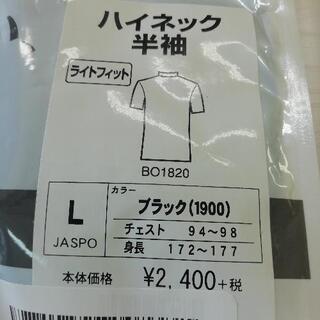 ハイネック
半袖
ライトフィット
BO1820
L
JASPO
カラー
ブラック(1900)
チェスト 94～98
身長 172～177
本体価格 ¥2,400+税